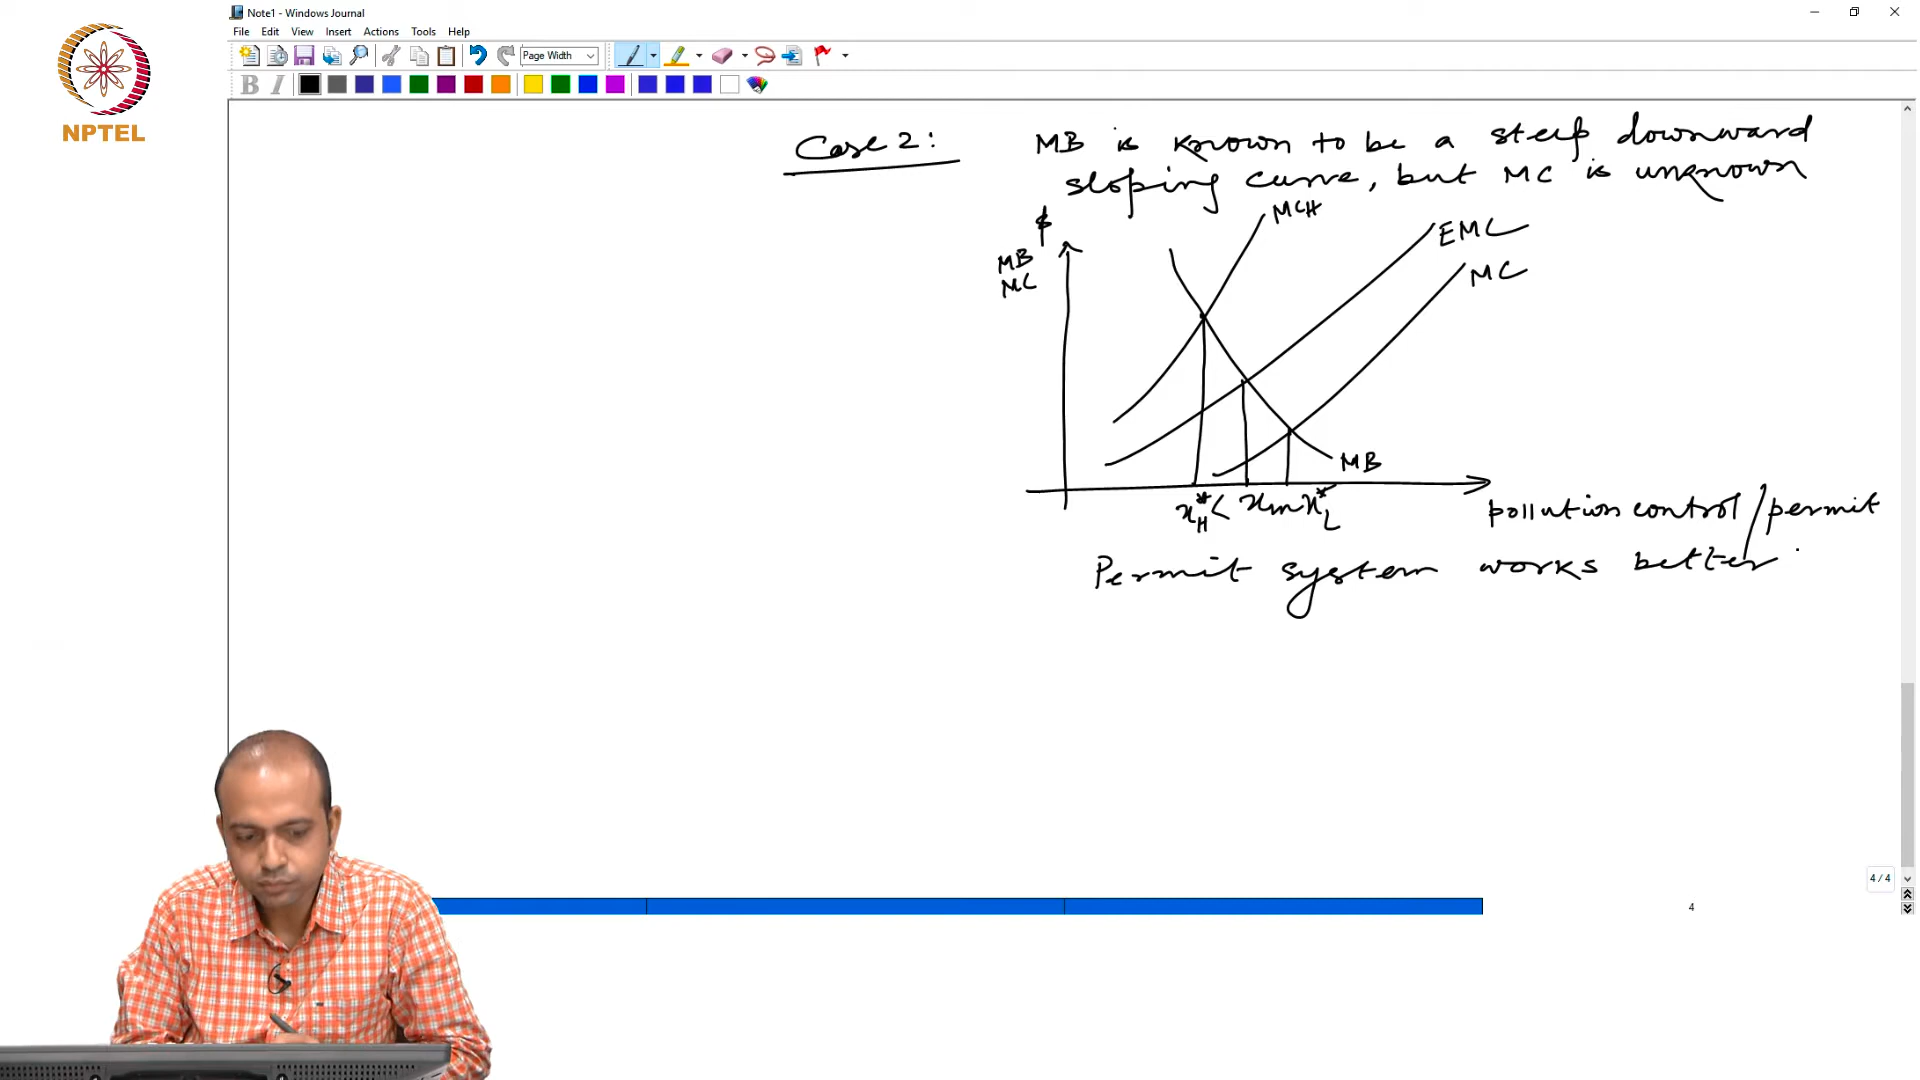 Note1 - Windows Journal
File Edit View Insert Actions Tools Help
Page Width
B I
NPTEL
Case 2:
MB is known to be a steep downward
sloping curve, but MC is unknown
$
MB
MC
MCH
EMC
MC
MB
x*H < xm x*L
pollution control/permit
Permit system works better
4 / 4
4